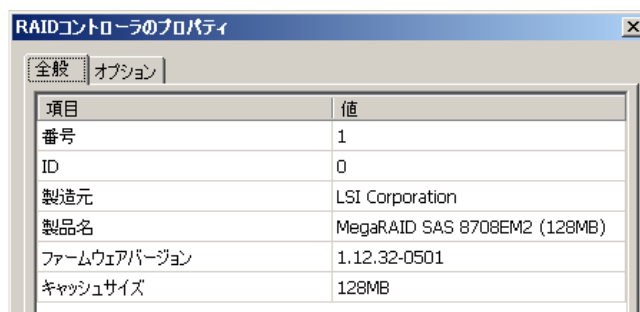 RAIDコントローラのプロパティ
全般 オプション
項目 値
番号 1
ID 0
製造元 LSI Corporation
製品名 MegaRAID SAS 8708EM2 (128MB)
ファームウェアバージョン 1.12.32-0501
キャッシュサイズ 128MB